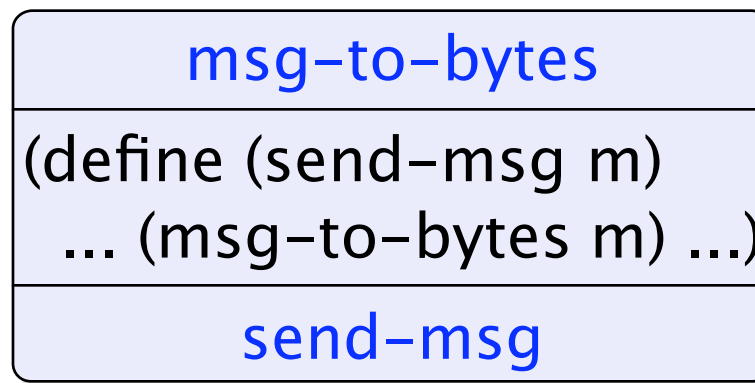 msg-to-bytes
(define (send-msg m)
... (msg-to-bytes m) ...)
send-msg